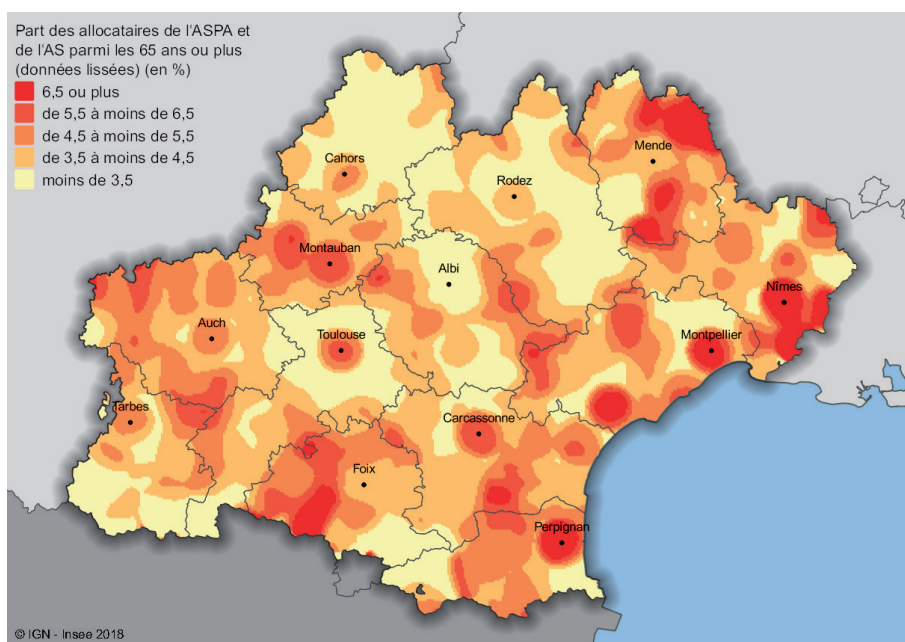 Part des allocataires de l'ASPA et
de l'AS parmi les 65 ans ou plus
(données lissées) (en %)
6,5 ou plus
de 5,5 à moins de 6,5
de 4,5 à moins de 5,5
de 3,5 à moins de 4,5
moins de 3,5
Mende
Cahors
Rodez
Montauban
Albi
Nîmes
Auch
Toulouse
Montpellier
Tarbes
Carcassonne
Foix
Perpignan
© IGN - Insee 2018